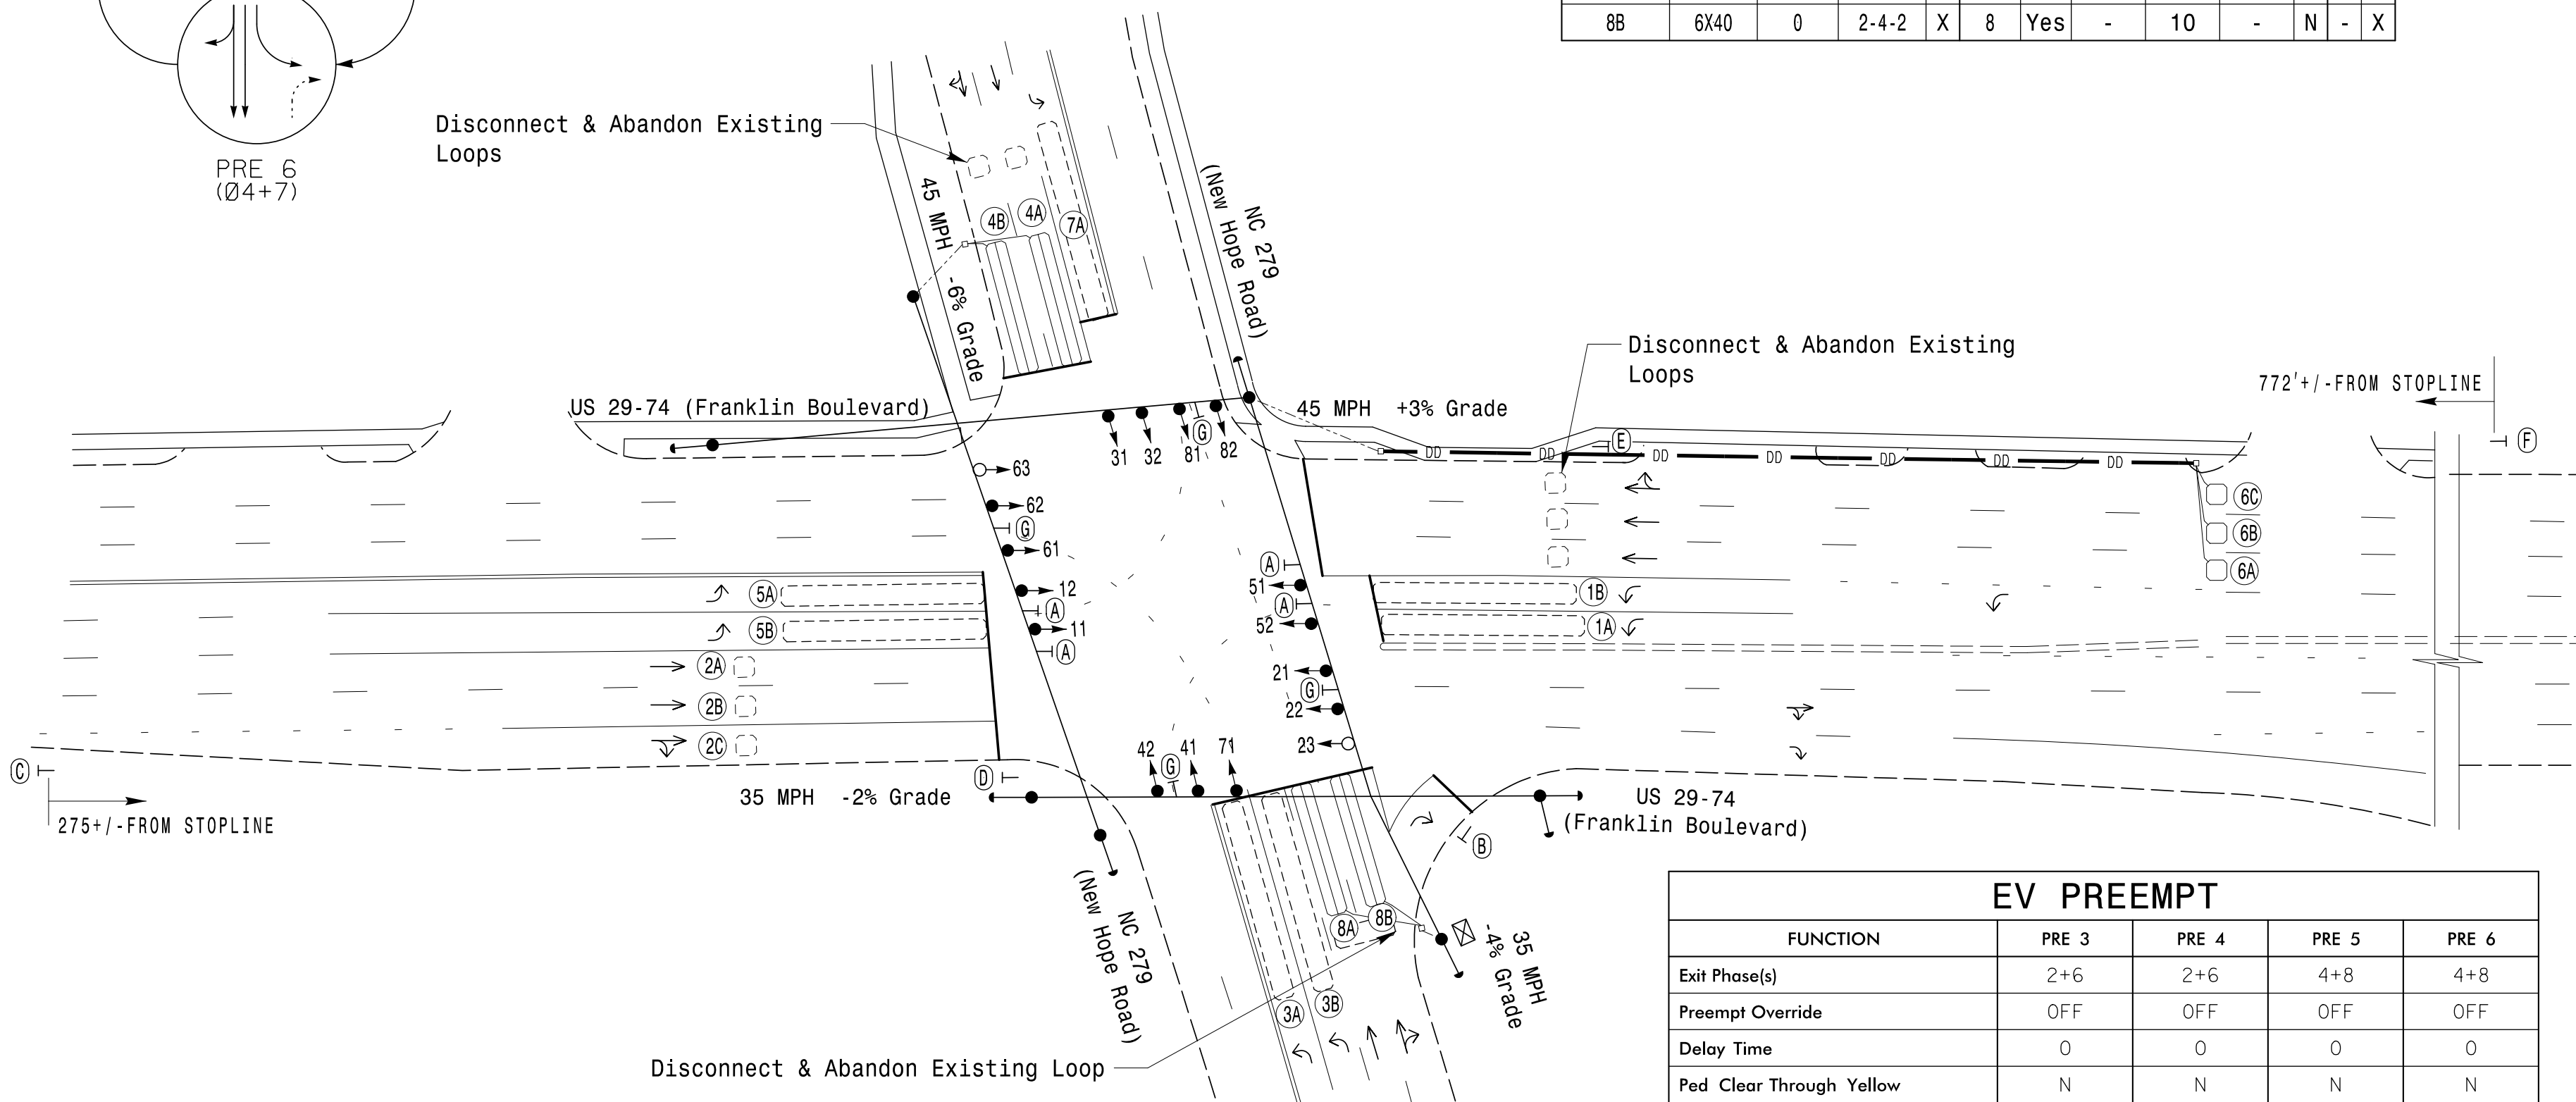 8B 6X40 0 2-4-2 X 8 Yes - 10 - N - X
PRE 6
(Ø4+7)
Disconnect & Abandon Existing
Loops
45 MPH -6% Grade
4B
4A
7A
NC 279
(New Hope Road)
Disconnect & Abandon Existing
Loops
772'+/-FROM STOPLINE
US 29-74 (Franklin Boulevard)
45 MPH +3% Grade
31 32 81 G 82
E
F
DD DD DD DD DD DD DD
63
62
G
61
12
A
11
A
A
51
A
52
21
G
22
23
6C
6B
6A
5A
5B
2A
2B
2C
1B
1A
C
D
42 G 41 71
35 MPH -2% Grade
275+/-FROM STOPLINE
US 29-74
(Franklin Boulevard)
B
NC 279
(New Hope Road)
8A
8B
3A
3B
35 MPH
-4% Grade
Disconnect & Abandon Existing Loop
EV PREEMPT
FUNCTION PRE 3 PRE 4 PRE 5 PRE 6
Exit Phase(s) 2+6 2+6 4+8 4+8
Preempt Override OFF OFF OFF OFF
Delay Time 0 0 0 0
Ped Clear Through Yellow N N N N